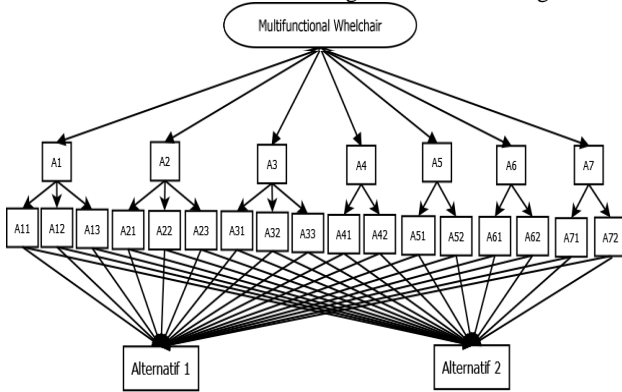 Multifunctional Whelchair
A1 A2 A3 A4 A5 A6 A7
A11 A12 A13 A21 A22 A23 A31 A32 A33 A41 A42 A51 A52 A61 A62 A71 A72
Alternatif 1 Alternatif 2